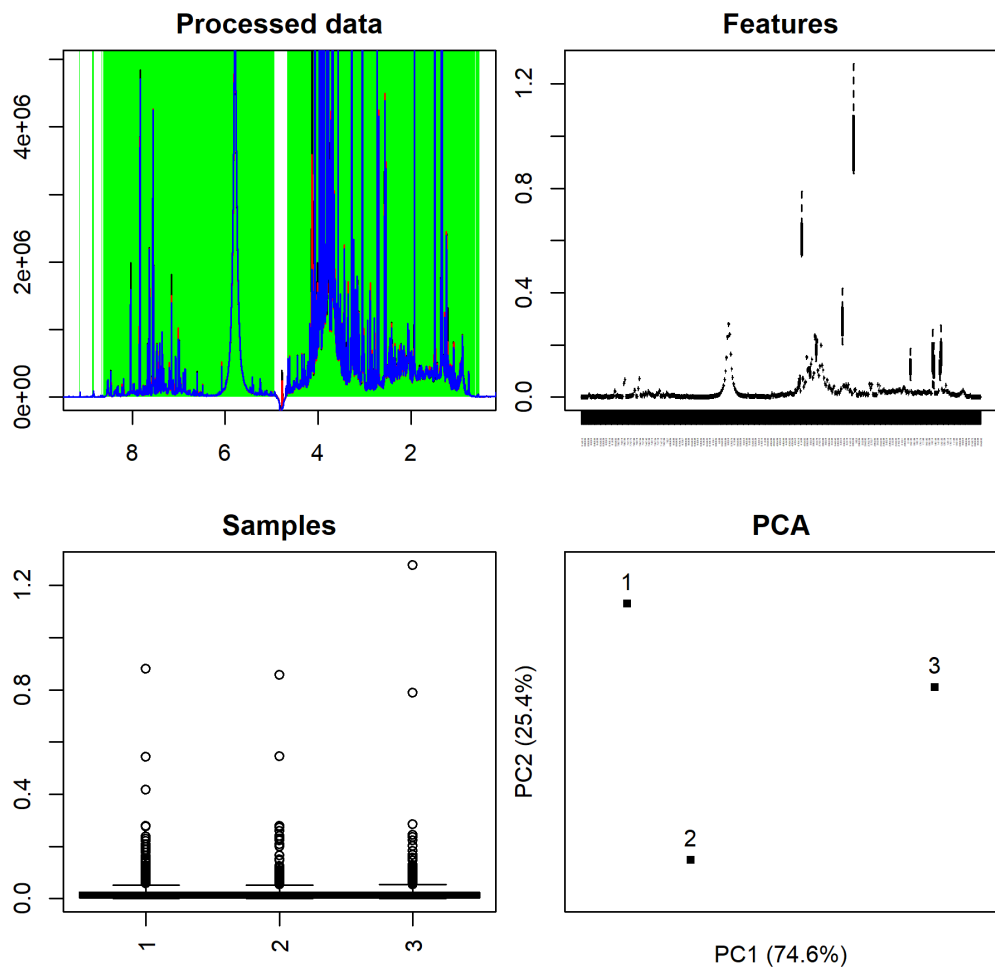 Processed data
0e+00 2e+06 4e+06
8 6 4 2
Features
0.0 0.4 0.8 1.2
Samples
0.0 0.4 0.8 1.2
1 2 3
PCA
1
3
2
PC2 (25.4%)
PC1 (74.6%)